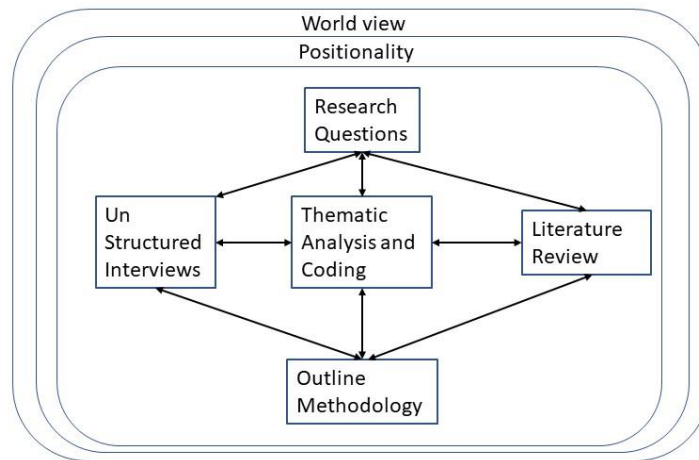 World view
Positionality
Research
Questions
Un
Structured
Interviews
Thematic
Analysis and
Coding
Literature
Review
Outline
Methodology